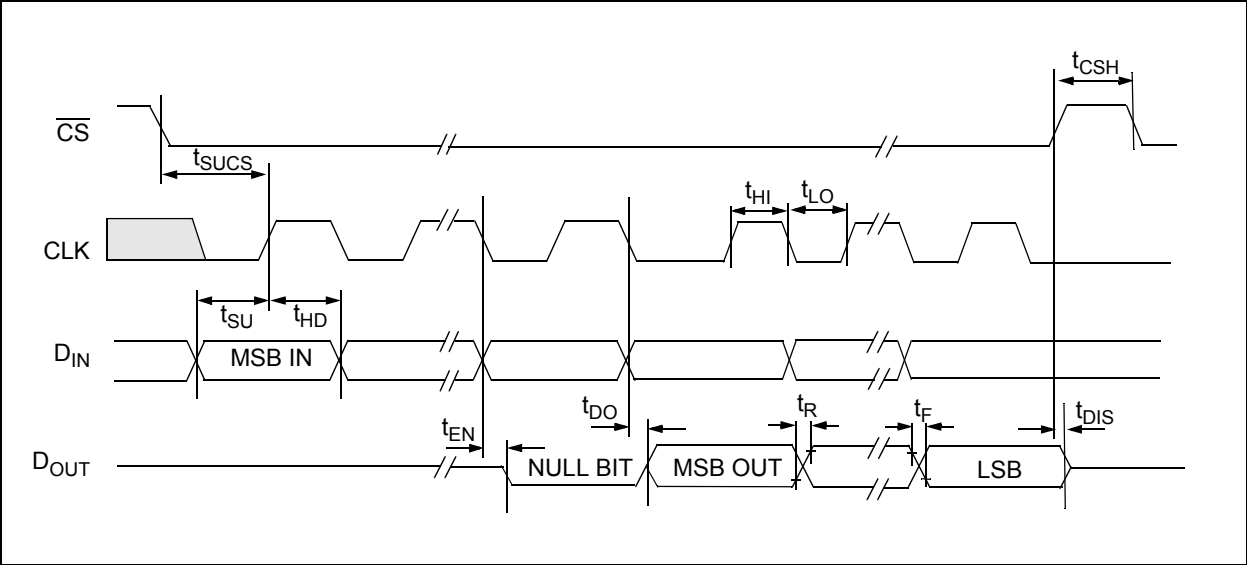 tCSH
CS
tSUCS
tHI
tLO
CLK
tSU
tHD
DIN
MSB IN
tEN
tDO
tR
tF
tDIS
DOUT
NULL BIT
MSB OUT
LSB